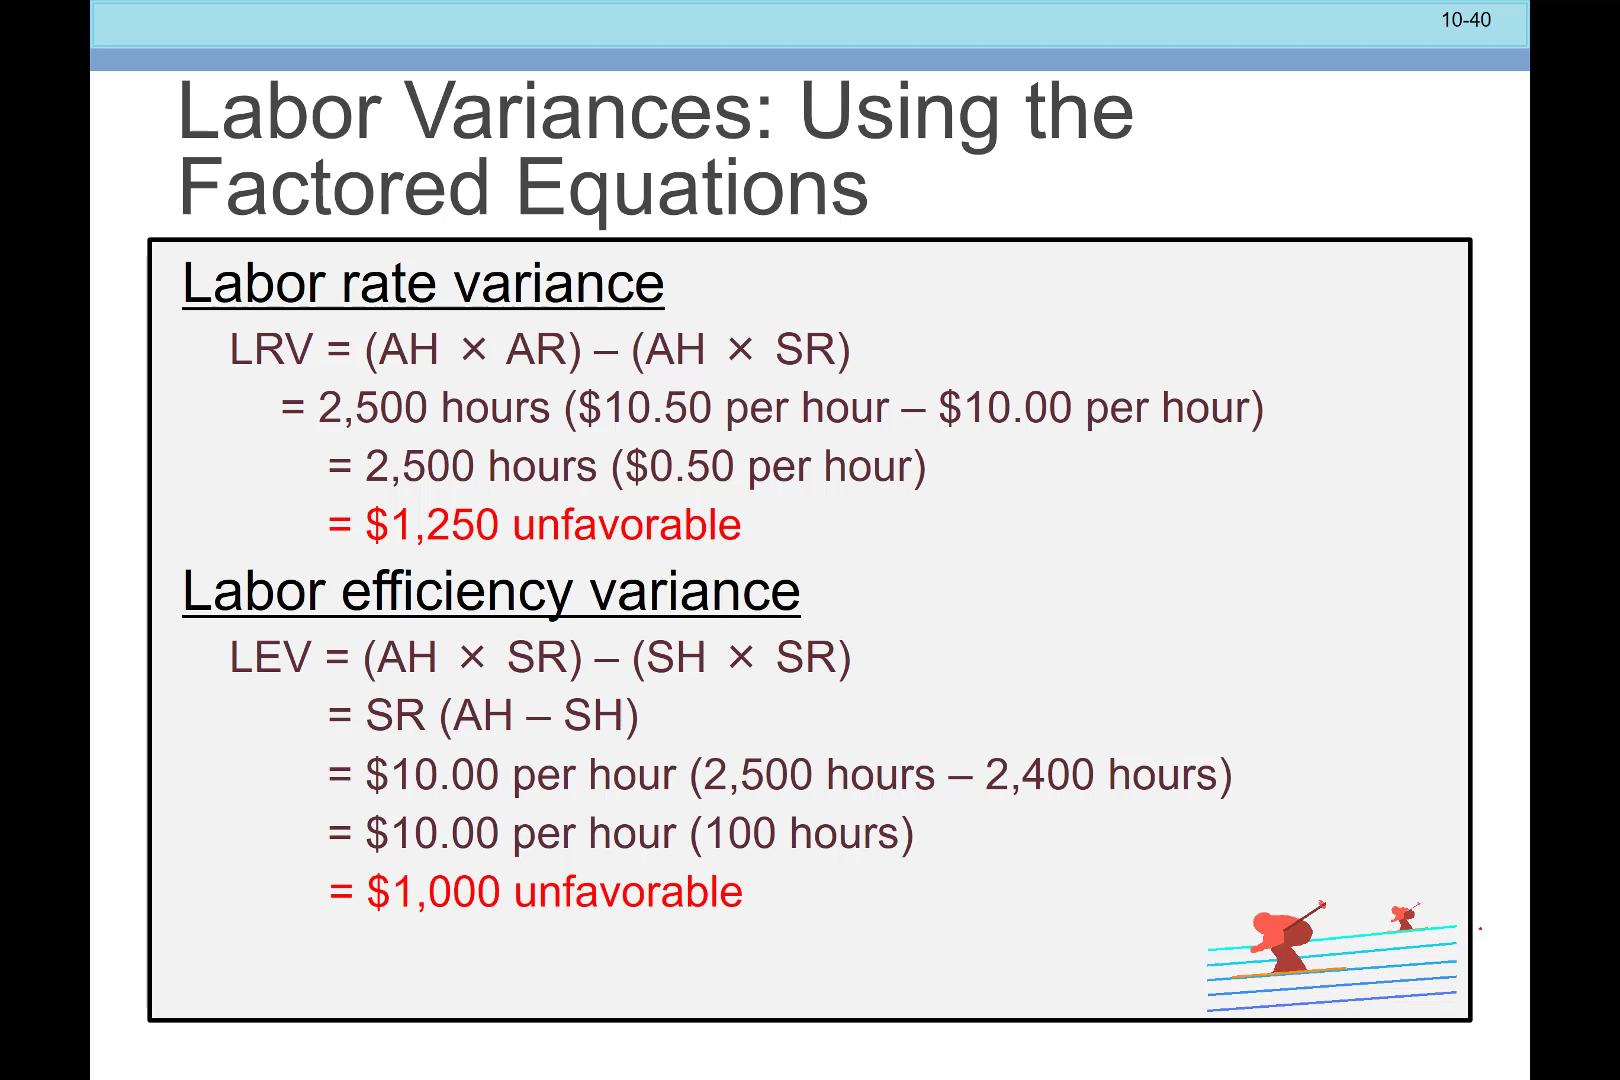 10-40
Labor Variances: Using the
Factored Equations
Labor rate variance
LRV = (AH × AR) – (AH × SR)
= 2,500 hours ($10.50 per hour – $10.00 per hour)
= 2,500 hours ($0.50 per hour)
= $1,250 unfavorable
Labor efficiency variance
LEV = (AH × SR) – (SH × SR)
= SR (AH – SH)
= $10.00 per hour (2,500 hours – 2,400 hours)
= $10.00 per hour (100 hours)
= $1,000 unfavorable